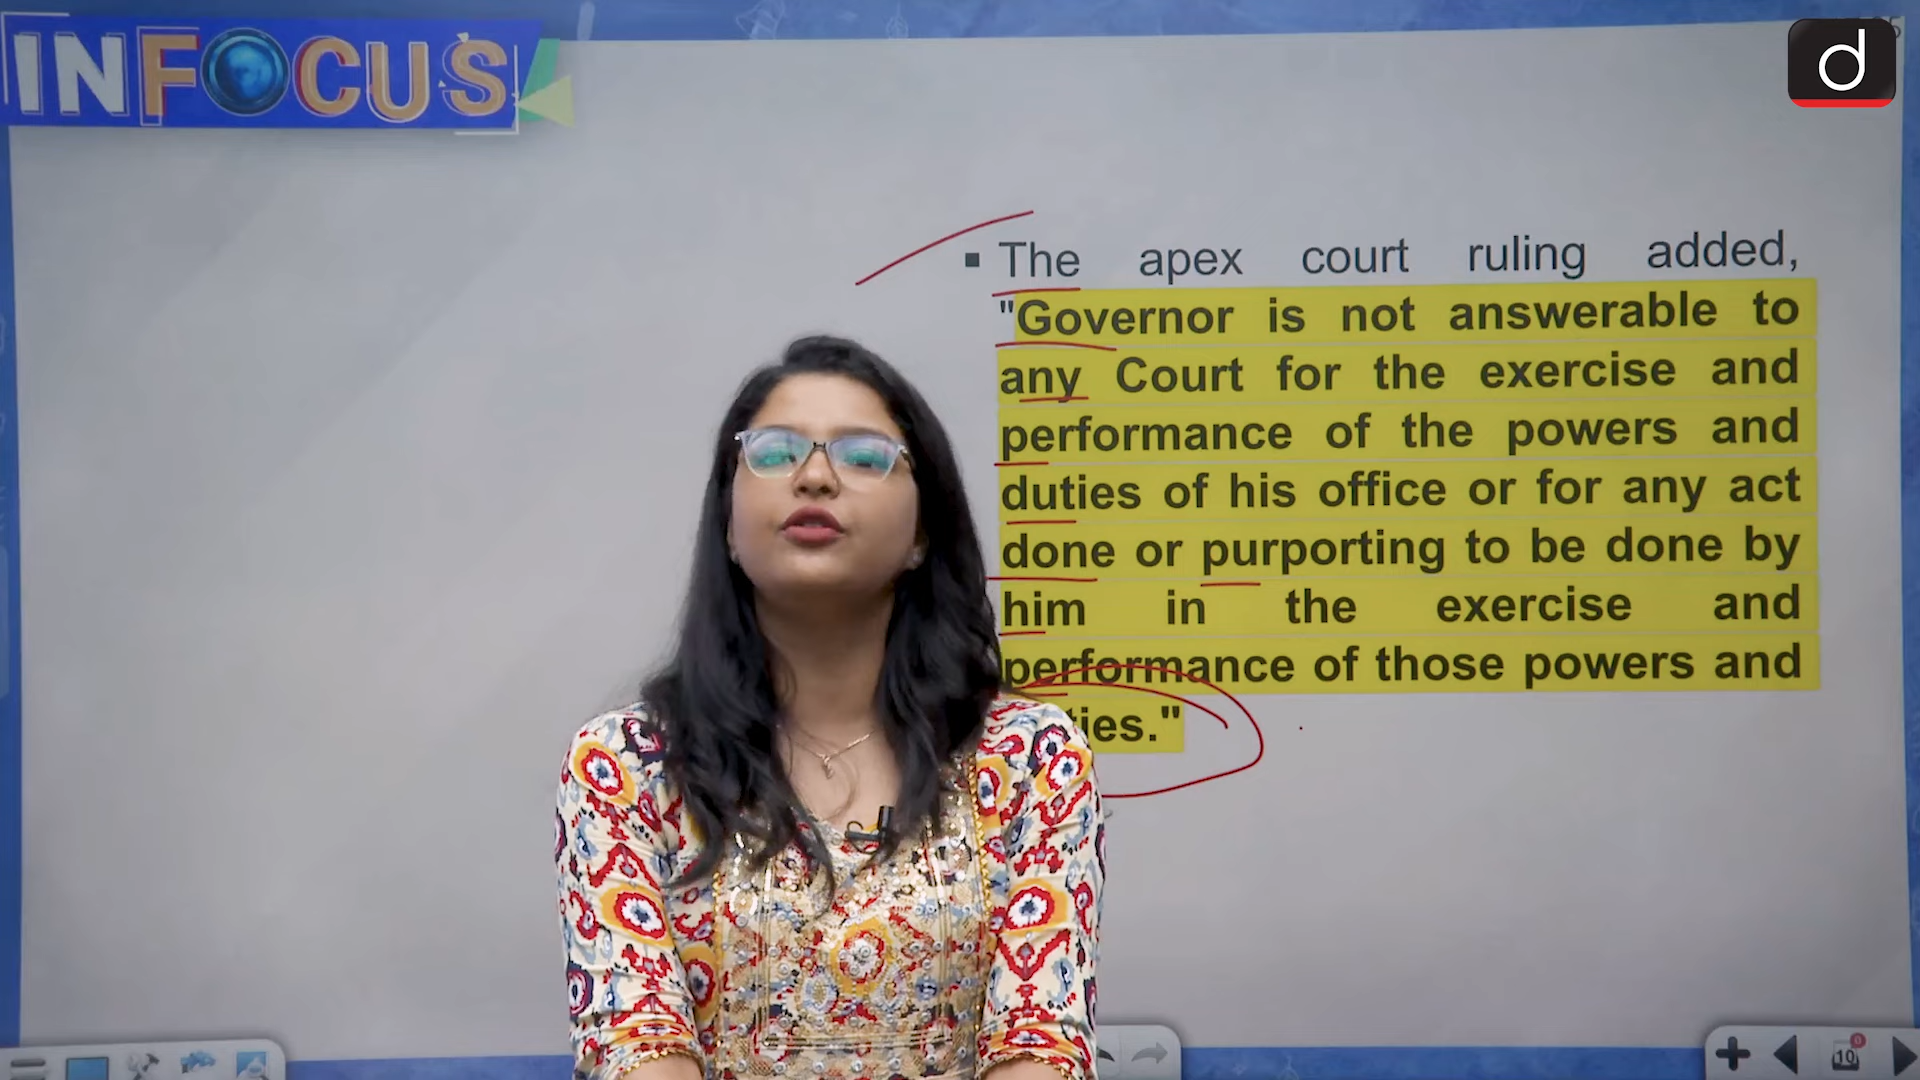 INFOCUS
d
The apex court ruling added,
"Governor is not answerable to
any Court for the exercise and
performance of the powers and
duties of his office or for any act
done or purporting to be done by
him in the exercise and
performance of those powers and
ties."
10